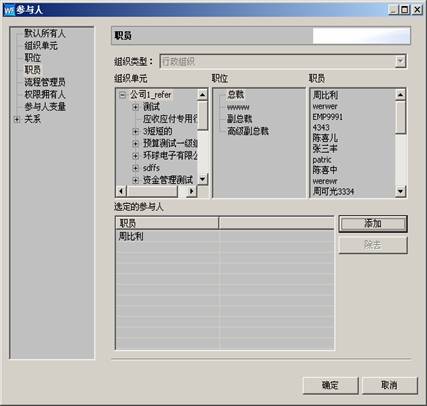 WF 参与人
默认所有人
组织单元
职位
职员
流程管理员
权限拥有人
参与人变量
关系
职员
组织类型： 行政组织
组织单元
公司1_refer
测试
应收应付专用行
3短短的
预算测试一级组
环球电子有限公
sdffs
资金管理测试
职位
总裁
wwww
副总裁
高级副总裁
职员
周比利
werwer
EMP9991
4343
陈喜儿
张三丰
patric
陈喜中
werewr
周可光3334
选定的参与人
职员
周比利
添加
除去
确定
取消